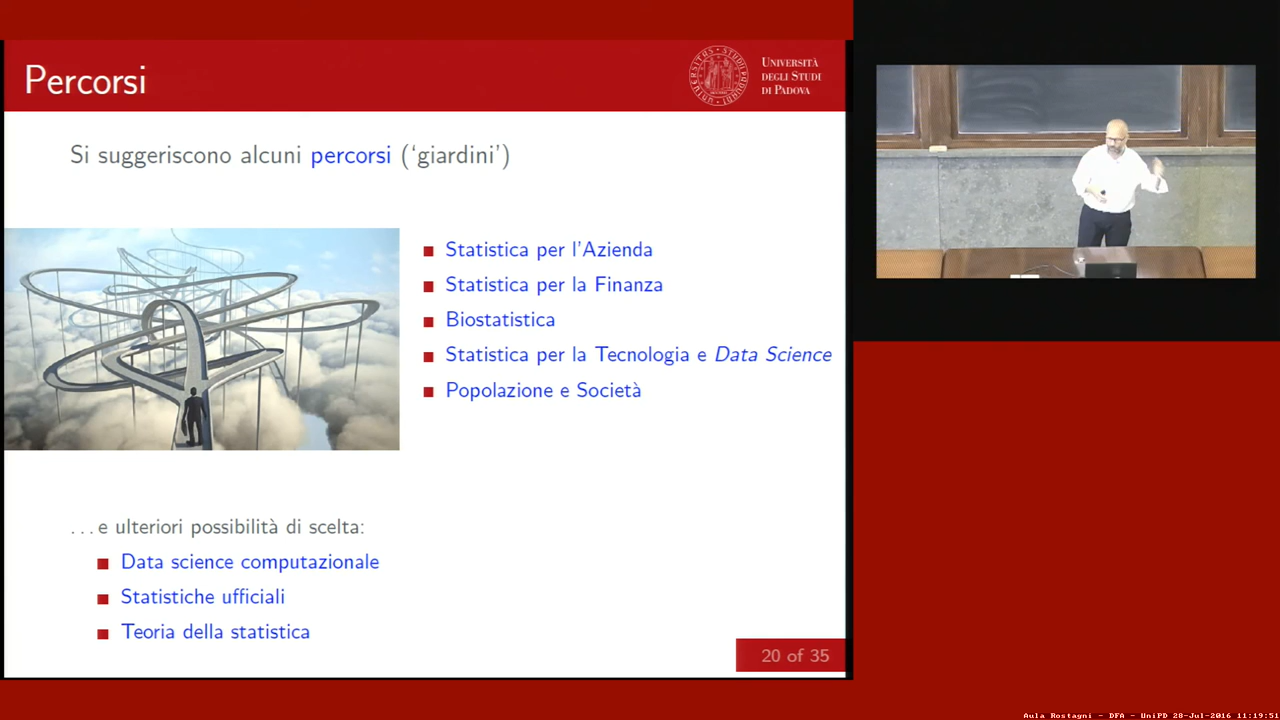 Percorsi
UNIVERSITÀ
DEGLI STUDI
DI PADOVA
Si suggeriscono alcuni percorsi (‘giardini’)
Statistica per l'Azienda
Statistica per la Finanza
Biostatistica
Statistica per la Tecnologia e Data Science
Popolazione e Società
...e ulteriori possibilità di scelta:
Data science computazionale
Statistiche ufficiali
Teoria della statistica
20 of 35
Aula Rostagni - DFA - UniPD 28-Jul-2016 11:19:51